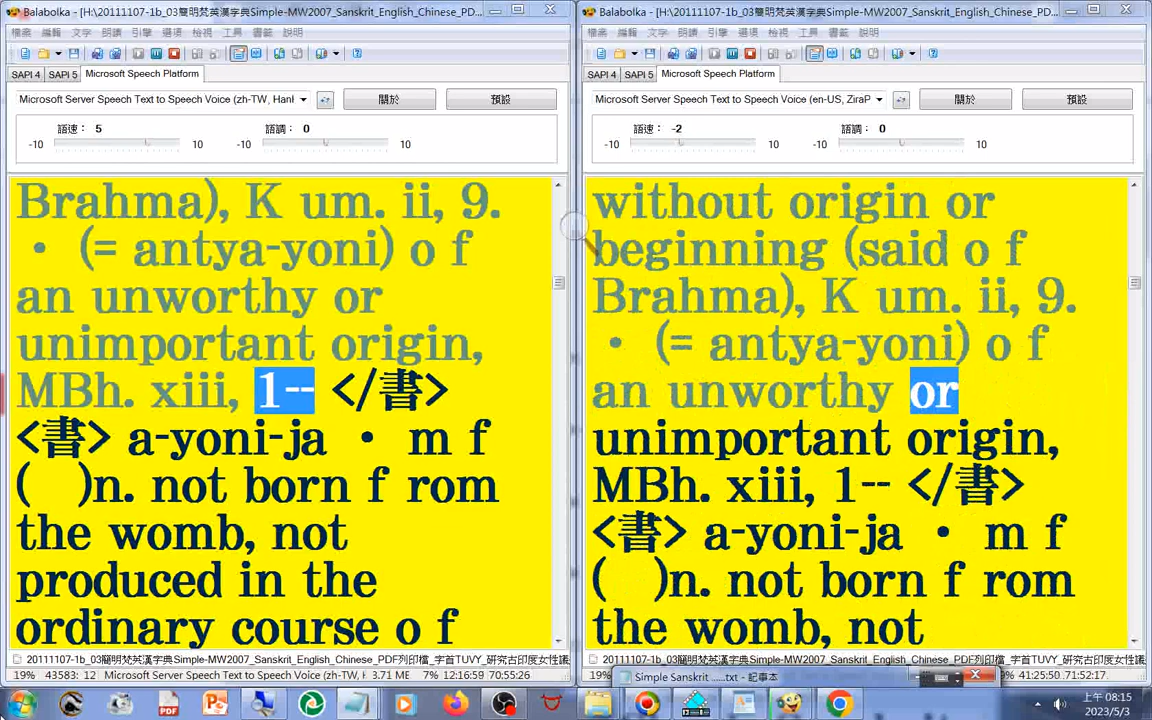 Balabolka - [H:\20111107-1b_03簡明梵英漢字典Simple-MW2007_Sanskrit_English_Chinese_PD...
檔案 編輯 文字 朗讀 引擎 選項 檢視 工具 書籤 說明
SAPI 4 SAPI 5 Microsoft Speech Platform
Microsoft Server Speech Text to Speech Voice (zh-TW, Hanl
關於 預設
語速： 5 語調： 0
-10 10 -10 10
Brahma), K um. ii, 9.
• (= antya-yoni) o f
an unworthy or
unimportant origin,
MBh. xiii, 1-- </書>
<書> a-yoni-ja • m f
( )n. not born f rom
the womb, not
produced in the
ordinary course o f
20111107-1b_03簡明梵英漢字典Simple-MW2007_Sanskrit_English_Chinese_PDF列印檔_字首TUVY_研究古印度女性議
19% 43583: 12 Microsoft Server Speech Text to Speech Voice (zh-TW, 3.71 ME 7% 12:16:59 70:55:26
Balabolka - [H:\20111107-1b_03簡明梵英漢字典Simple-MW2007_Sanskrit_English_Chinese_PD...
檔案 編輯 文字 朗讀 引擎 選項 檢視 工具 書籤 說明
SAPI 4 SAPI 5 Microsoft Speech Platform
Microsoft Server Speech Text to Speech Voice (en-US, ZiraP
關於 預設
語速： -2 語調： 0
-10 10 -10 10
without origin or
beginning (said o f
Brahma), K um. ii, 9.
• (= antya-yoni) o f
an unworthy or
unimportant origin,
MBh. xiii, 1-- </書>
<書> a-yoni-ja • m f
( )n. not born f rom
the womb, not
20111107-1b_03簡明梵英漢字典Simple-MW2007_Sanskrit_English_Chinese_PDF列印檔_字首TUVY_研究古印度女性議
19% 41:25:50 71:52:17
Simple Sanskrit ......txt - 記事本
上午 08:15
2023/5/3